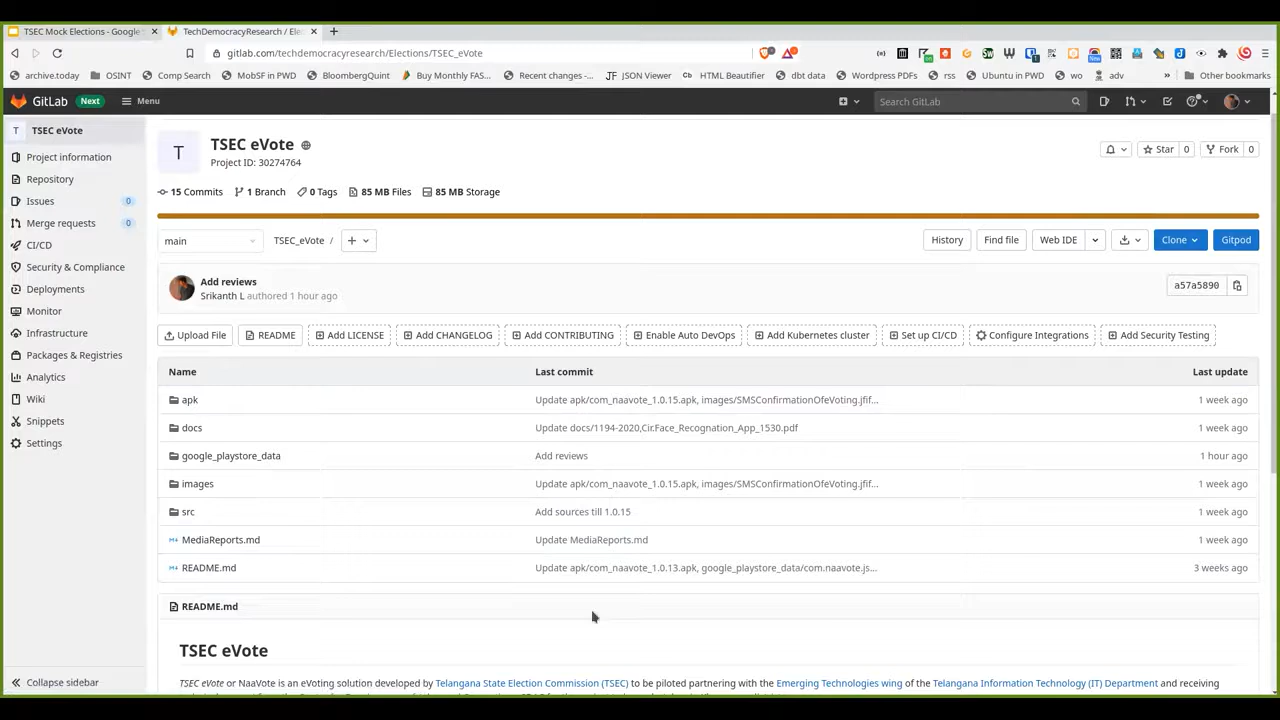 TSEC Mock Elections - Google
TechDemocracyResearch / Elec
gitlab.com/techdemocracyresearch/Elections/TSEC_eVote
archive.today OSINT Comp Search MobSF in PWD BloombergQuint Buy Monthly FAS... Recent changes -... JSON Viewer HTML Beautifier dbt data Wordpress PDFs rss Ubuntu in PWD wo adv » Other bookmarks
GitLab Next Menu Search GitLab
T TSEC eVote
Project information
Repository
Issues 0
Merge requests 0
CI/CD
Security & Compliance
Deployments
Monitor
Infrastructure
Packages & Registries
Analytics
Wiki
Snippets
Settings
Collapse sidebar
T
TSEC eVote
Project ID: 30274764
Star 0 Fork 0
15 Commits 1 Branch 0 Tags 85 MB Files 85 MB Storage
main TSEC_eVote / + History Find file Web IDE Clone Gitpod
Add reviews
Srikanth L authored 1 hour ago
a57a5890
Upload File README Add LICENSE Add CHANGELOG Add CONTRIBUTING Enable Auto DevOps Add Kubernetes cluster Set up CI/CD Configure Integrations Add Security Testing
Name Last commit Last update
apk Update apk/com_naavote_1.0.15.apk, images/SMSConfirmationOfeVoting.jfif... 1 week ago
docs Update docs/1194-2020,Cir.Face_Recognation_App_1530.pdf 1 week ago
google_playstore_data Add reviews 1 hour ago
images Update apk/com_naavote_1.0.15.apk, images/SMSConfirmationOfeVoting.jfif... 1 week ago
src Add sources till 1.0.15 1 week ago
MediaReports.md Update MediaReports.md 1 week ago
README.md Update apk/com_naavote_1.0.13.apk, google_playstore_data/com.naavote.js... 3 weeks ago
README.md
TSEC eVote
TSEC eVote or NaaVote is an eVoting solution developed by Telangana State Election Commission (TSEC) to be piloted partnering with the Emerging Technologies wing of the Telangana Information Technology (IT) Department and receiving